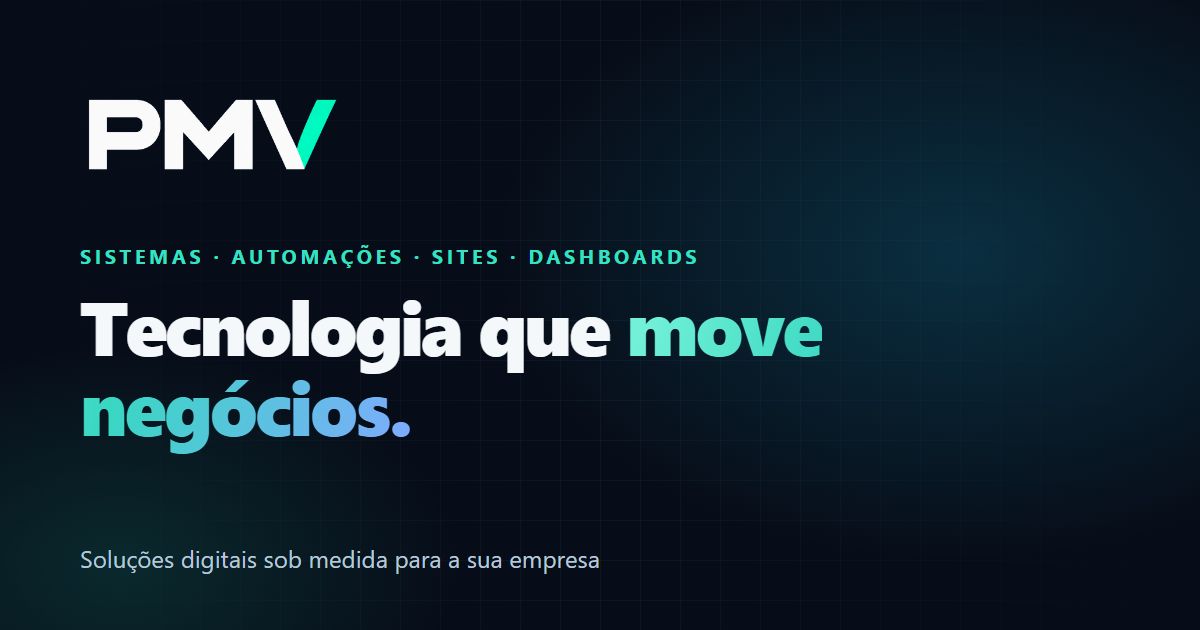 PMV
SISTEMAS · AUTOMAÇÕES · SITES · DASHBOARDS
Tecnologia que move
negócios.
Soluções digitais sob medida para a sua empresa